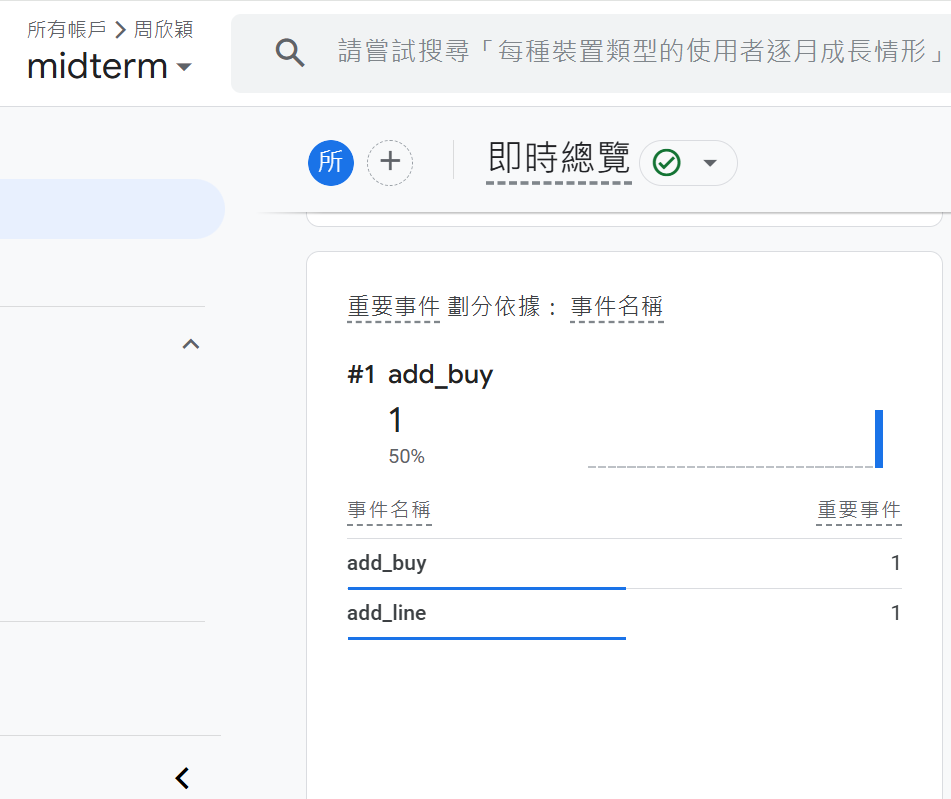 所有帳戶 > 周欣穎
midterm
請嘗試搜尋「每種裝置類型的使用者逐月成長情形」
所
即時總覽
重要事件 劃分依據： 事件名稱
#1 add_buy
1
50%
事件名稱 重要事件
add_buy 1
add_line 1